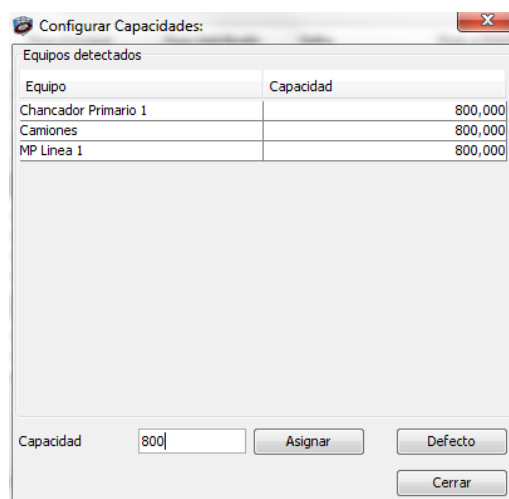 Configurar Capacidades:
Equipos detectados
Equipo Capacidad
Chancador Primario 1 800,000
Camiones 800,000
MP Linea 1 800,000
Capacidad 800 Asignar Defecto
Cerrar